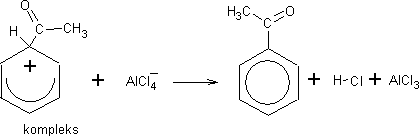 O
H C—CH₃
+ + AlCl₄⁻ → H₃C C O + H-Cl + AlCl₃
kompleks